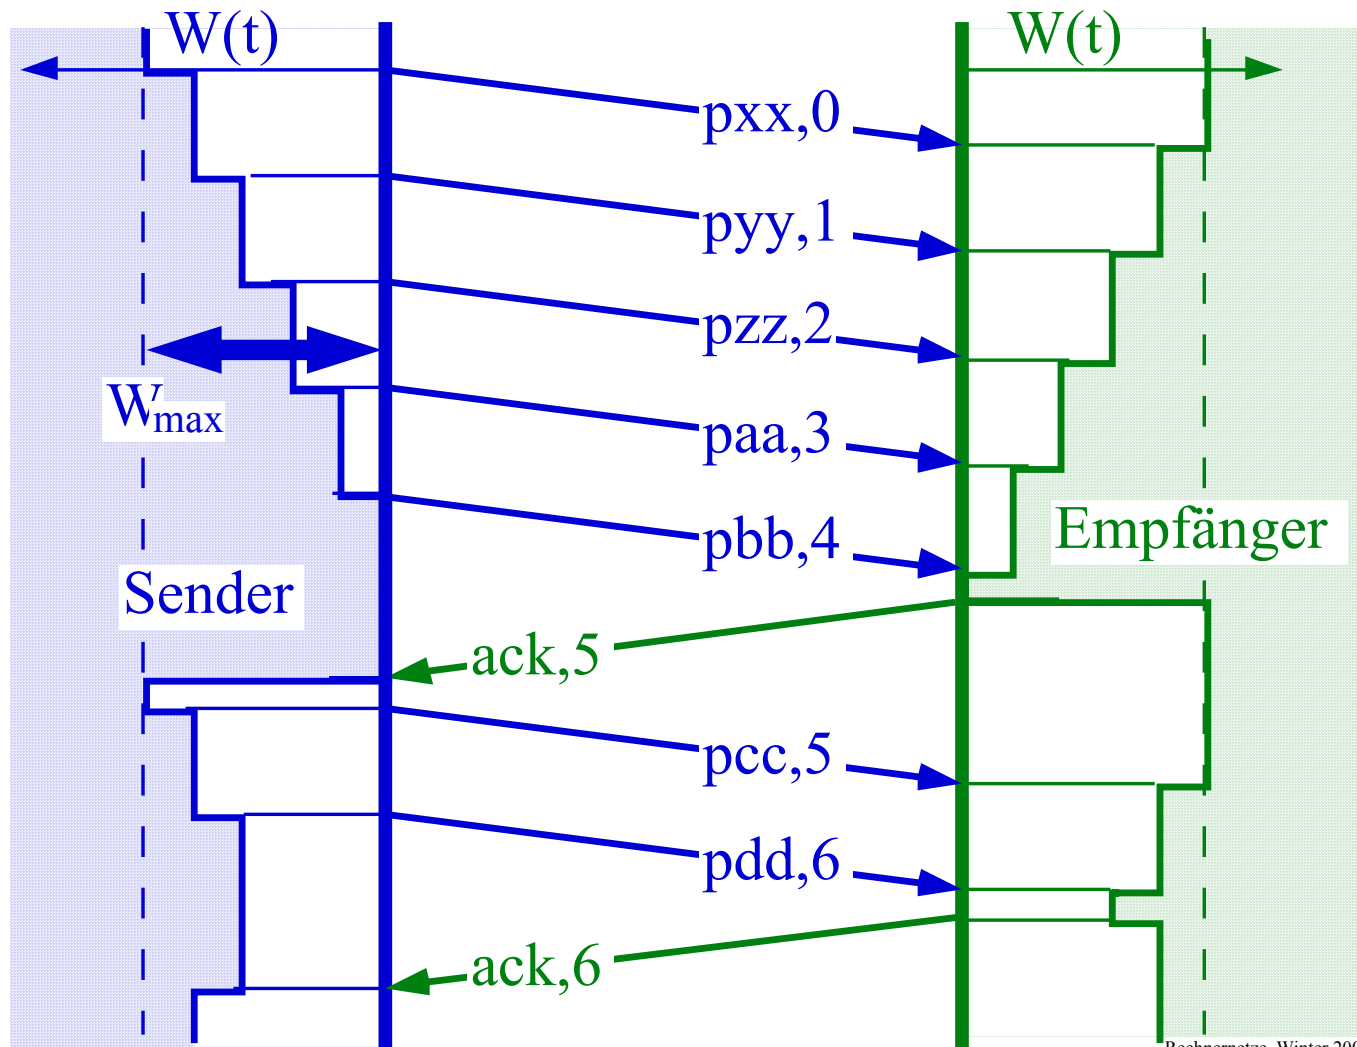 W(t)
W(t)
pxx,0
pyy,1
pzz,2
Wmax
paa,3
pbb,4
Empfänger
Sender
ack,5
pcc,5
pdd,6
ack,6